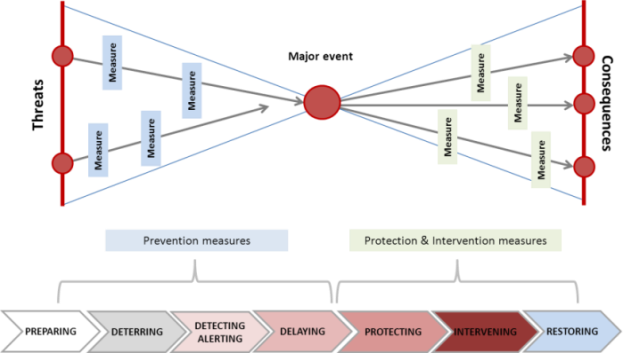 Major event
Threats
Measure
Measure
Measure
Measure
Measure
Measure
Measure
Consequences
Prevention measures
Protection & Intervention measures
PREPARING
DETERRING
DETECTING
ALERTING
DELAYING
PROTECTING
INTERVENING
RESTORING